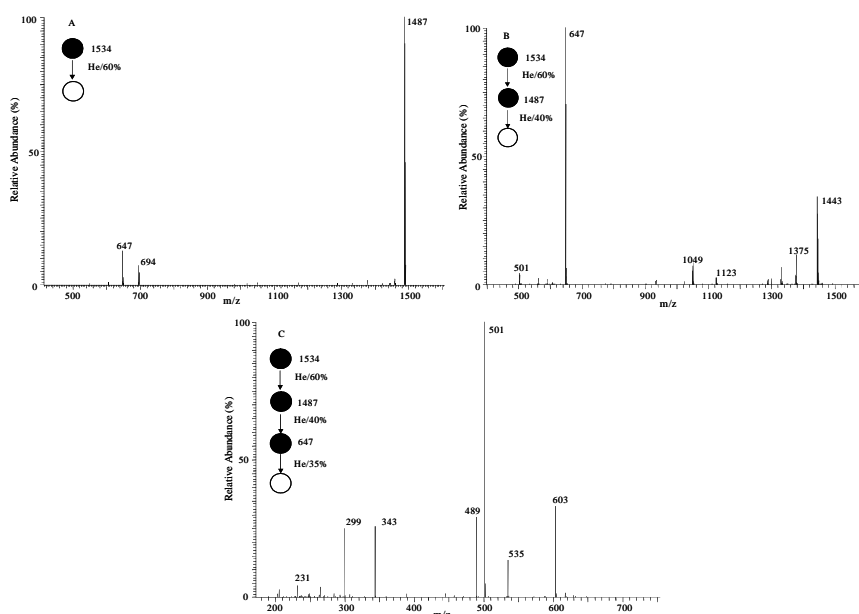 A
1534
He/60%
1487
647
694
100
50
0
Relative Abundance (%)
500 700 900 1100 1300 1500
m/z
B
1534
He/60%
1487
He/40%
647
1443
1375
1049
1123
501
100
50
0
Relative Abundance (%)
500 700 900 1100 1300 1500
m/z
C
1534
He/60%
1487
He/40%
647
He/35%
501
603
489
535
299
343
231
100
50
0
Relative Abundance (%)
200 300 400 500 600 700
m/z